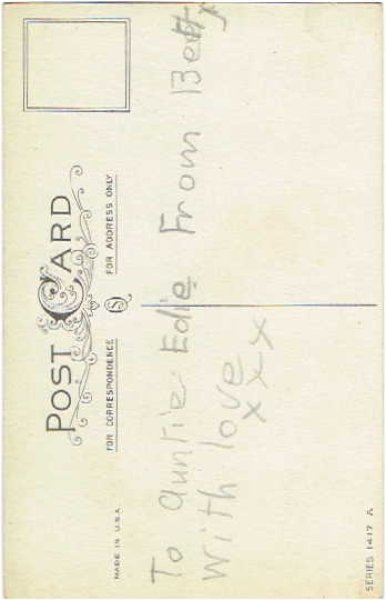 POST CARD
MADE IN U.S.A.
FOR CORRESPONDENCE
FOR ADDRESS ONLY
To auntie Edie From Betty
With love
xxx
SERIES 1417 A